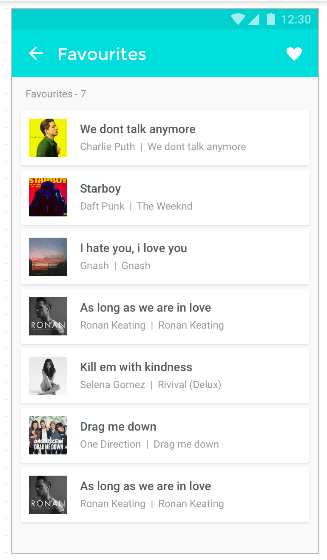 12:30
Favourites
Favourites - 7
We dont talk anymore
Charlie Puth | We dont talk anymore
STARBOY
Starboy
Daft Punk | The Weeknd
I hate you, i love you
Gnash | Gnash
As long as we are in love
RONAN
Ronan Keating | Ronan Keating
Kill em with kindness
Selena Gomez | Rivival (Delux)
Drag me down
ONE DIRECTION
DRAG ME DOWN
One Direction | Drag me down
As long as we are in love
RONAN
Ronan Keating | Ronan Keating